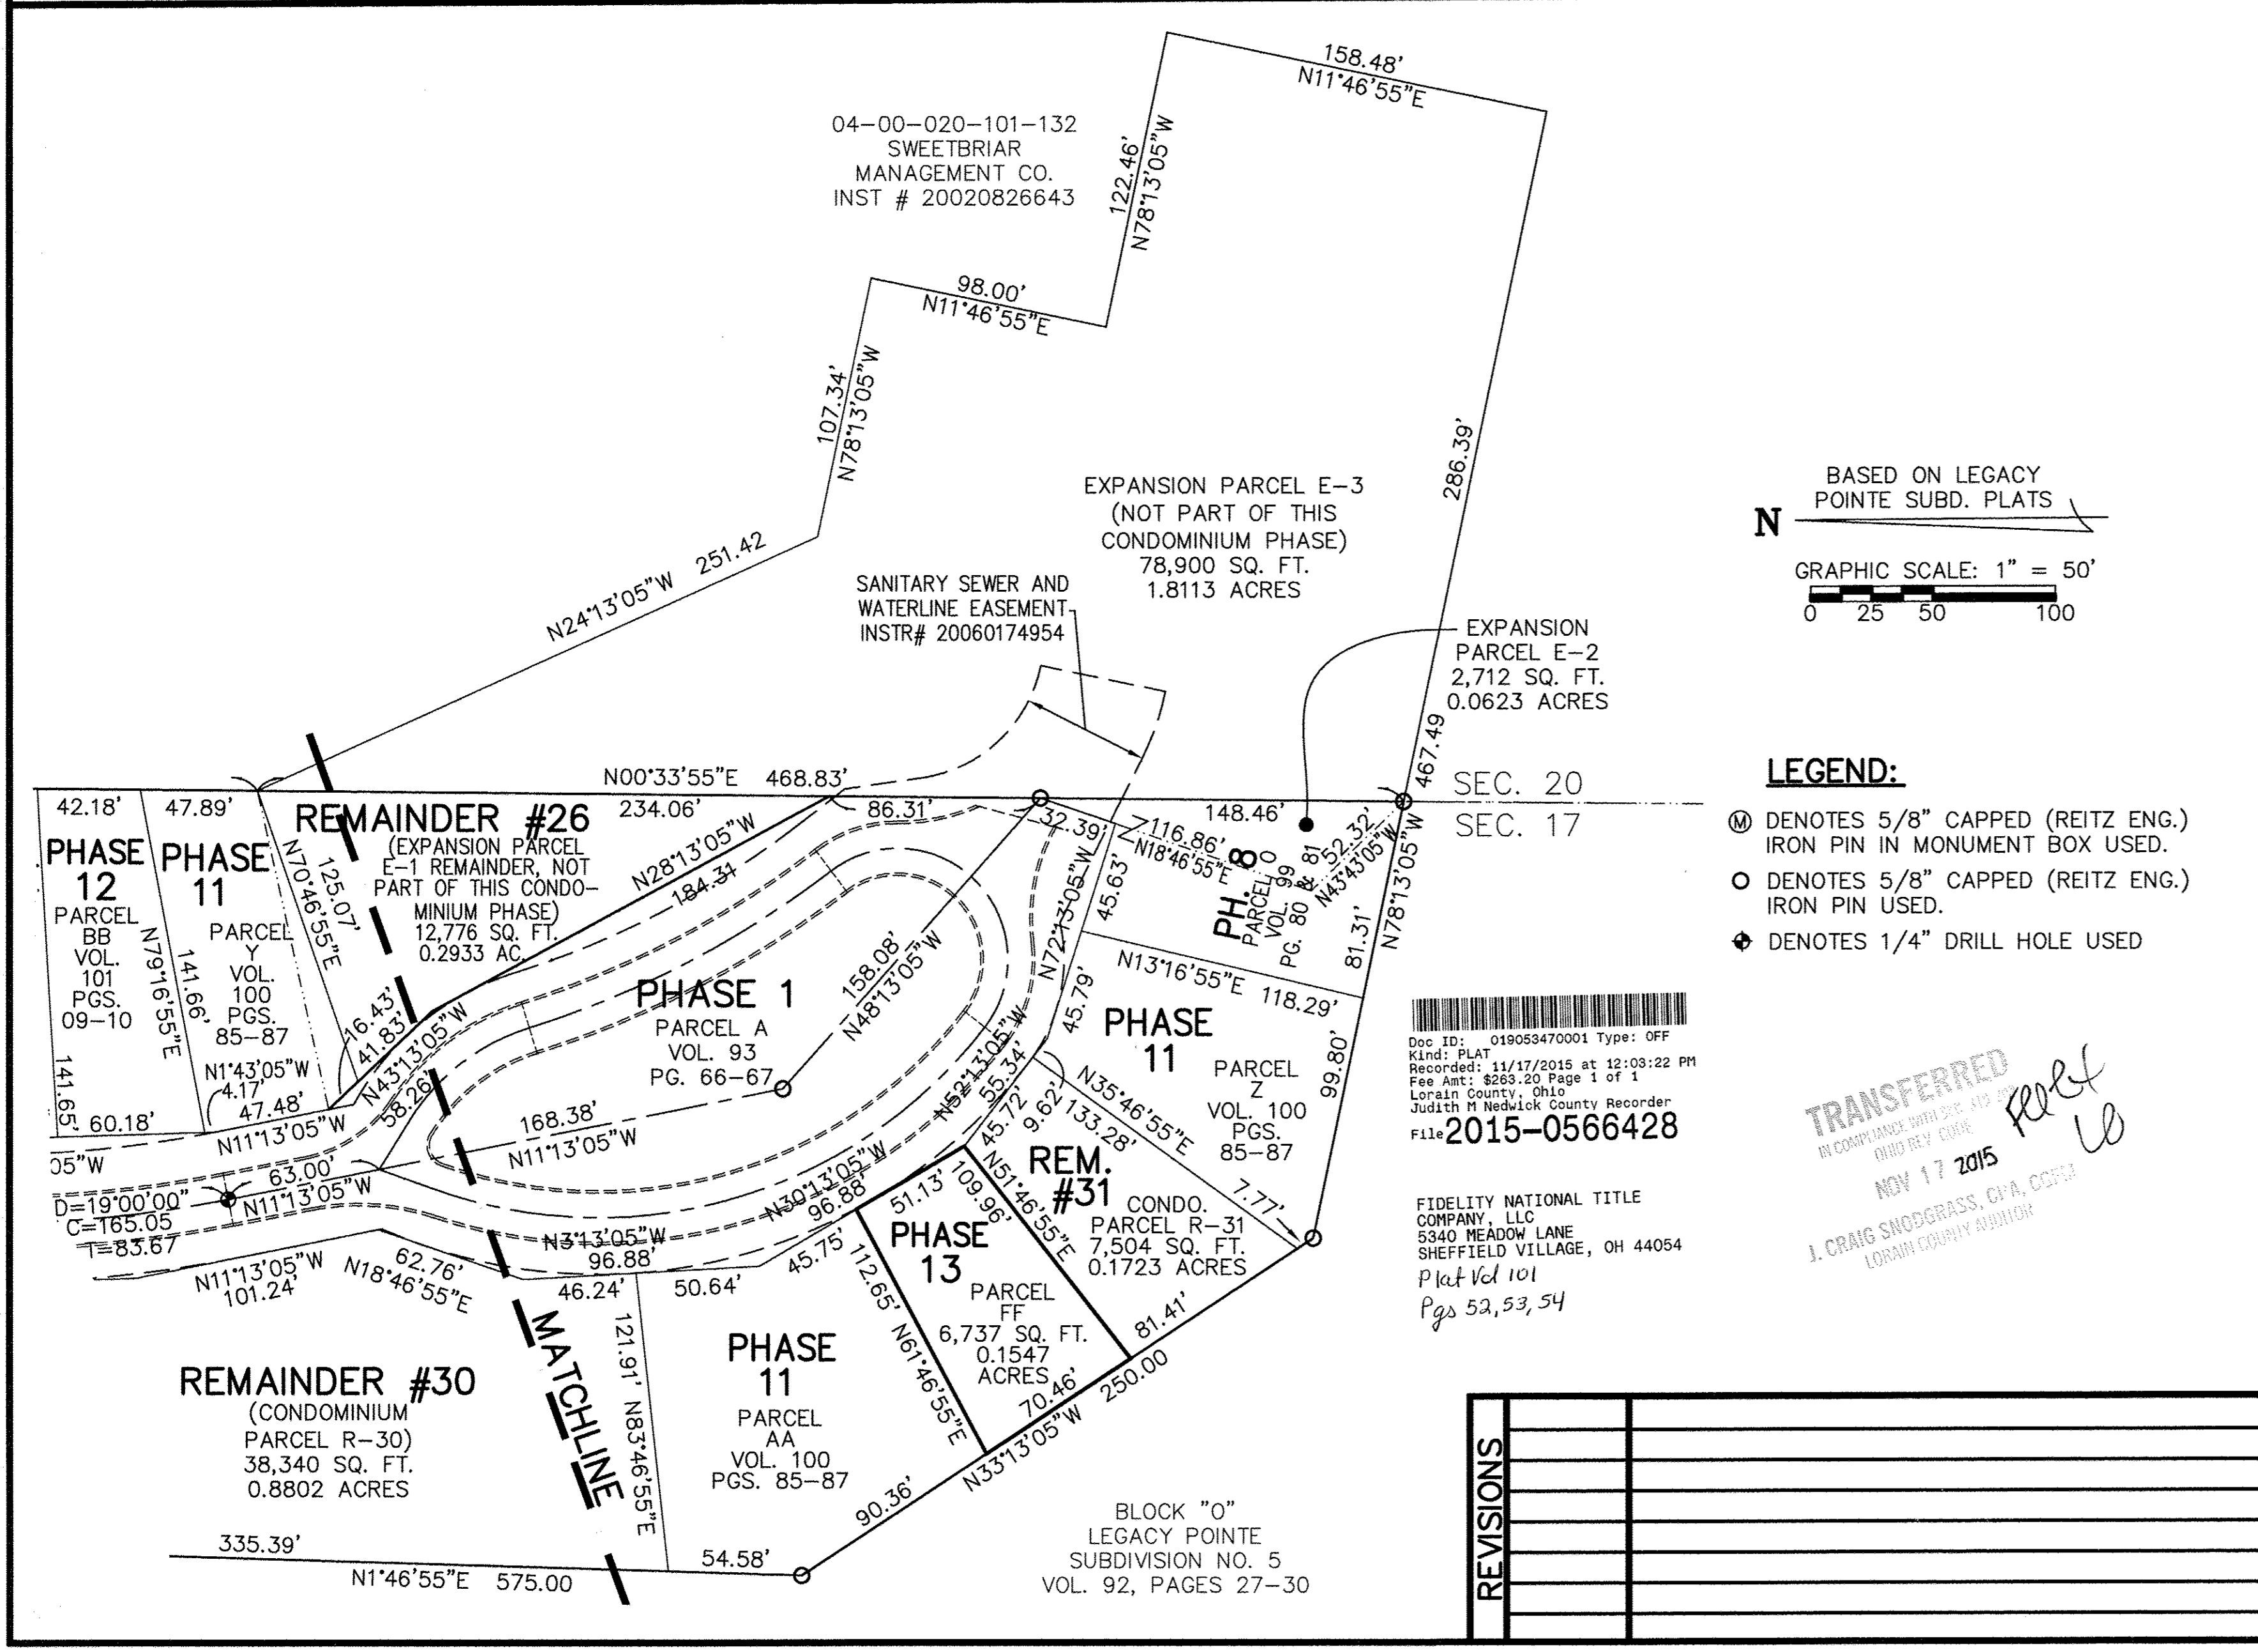 158.48'
N11°46'55"E
04-00-020-101-132
SWEETBRIAR
MANAGEMENT CO.
INST # 20020826643
122.46'
N78°13'05"W
98.00'
N11°46'55"E
107.34'
N78°13'05"W
286.39'
EXPANSION PARCEL E-3
(NOT PART OF THIS
CONDOMINIUM PHASE)
78,900 SQ. FT.
1.8113 ACRES
BASED ON LEGACY
POINTE SUBD. PLATS
N
GRAPHIC SCALE: 1" = 50'
0 25 50 100
N24°13'05"W 251.42
SANITARY SEWER AND
WATERLINE EASEMENT
INSTR# 20060174954
EXPANSION
PARCEL E-2
2,712 SQ. FT.
0.0623 ACRES
467.49
SEC. 20
SEC. 17
LEGEND:
M DENOTES 5/8" CAPPED (REITZ ENG.)
IRON PIN IN MONUMENT BOX USED.
DENOTES 5/8" CAPPED (REITZ ENG.)
IRON PIN USED.
DENOTES 1/4" DRILL HOLE USED
N00°33'55"E 468.83'
42.18'
47.89'
234.06'
86.31'
32.39'
148.46'
REMAINDER #26
(EXPANSION PARCEL
E-1 REMAINDER, NOT
PART OF THIS CONDO-
MINIUM PHASE)
12,776 SQ. FT.
0.2933 AC.
PHASE
12
PARCEL
BB
VOL.
101
PGS.
09-10
PHASE
11
PARCEL
Y
VOL.
100
PGS.
85-87
N79°16'55"E
141.66'
141.65'
125.07'
N70°46'55"E
N28°13'05"W
184.31
116.86'
N18°46'55"E
PH. 8
PARCEL O
VOL. 99
PG. 80 & 81
52.32'
N43°43'05"W
N78°13'05"W
81.31'
45.63'
N72°13'05"W
45.79'
N13°16'55"E 118.29'
99.80'
PHASE 1
PARCEL A
VOL. 93
PG. 66-67
158.08'
N48°13'05"W
16.43'
41.83'
N43°13'05"W
58.26'
N1°43'05"W
4.17'
47.48'
60.18'
N11°13'05"W
168.38'
N11°13'05"W
PHASE
11
PARCEL
Z
VOL. 100
PGS.
85-87
N52°13'05"W
55.34'
45.72'
9.62'
N35°46'55"E
133.28'
7.77'
Doc ID: 019053470001 Type: OFF
Kind: PLAT
Recorded: 11/17/2015 at 12:03:22 PM
Fee Amt: $263.20 Page 1 of 1
Lorain County, Ohio
Judith M Nedwick County Recorder
File 2015-0566428
TRANSFERRED
IN COMPLIANCE WITH SEC. 319
OHIO REV. CODE
NOV 17 2015
J. CRAIG SNODGRASS, CPA, CGFM
LORAIN COUNTY AUDITOR
FIDELITY NATIONAL TITLE
COMPANY, LLC
5340 MEADOW LANE
SHEFFIELD VILLAGE, OH 44054
Plat Vol 101
Pgs 52,53,54
05"W
63.00'
N11°13'05"W
D=19°00'00"
C=165.05
T=83.67
N11°13'05"W
101.24'
62.76'
N18°46'55"E
N3°13'05"W
96.88'
N30°13'05"W
96.88'
46.24'
50.64'
45.75'
51.13'
109.96'
N51°46'55"E
REM.
#31
CONDO.
PARCEL R-31
7,504 SQ. FT.
0.1723 ACRES
PHASE
13
PARCEL
FF
6,737 SQ. FT.
0.1547
ACRES
112.65'
N61°46'55"E
81.41'
70.46'
250.00
N33°13'05"W
90.36'
MATCHLINE
121.91' N83°46'55"E
PHASE
11
PARCEL
AA
VOL. 100
PGS. 85-87
REMAINDER #30
(CONDOMINIUM
PARCEL R-30)
38,340 SQ. FT.
0.8802 ACRES
335.39'
N1°46'55"E 575.00
54.58'
BLOCK "O"
LEGACY POINTE
SUBDIVISION NO. 5
VOL. 92, PAGES 27-30
REVISIONS